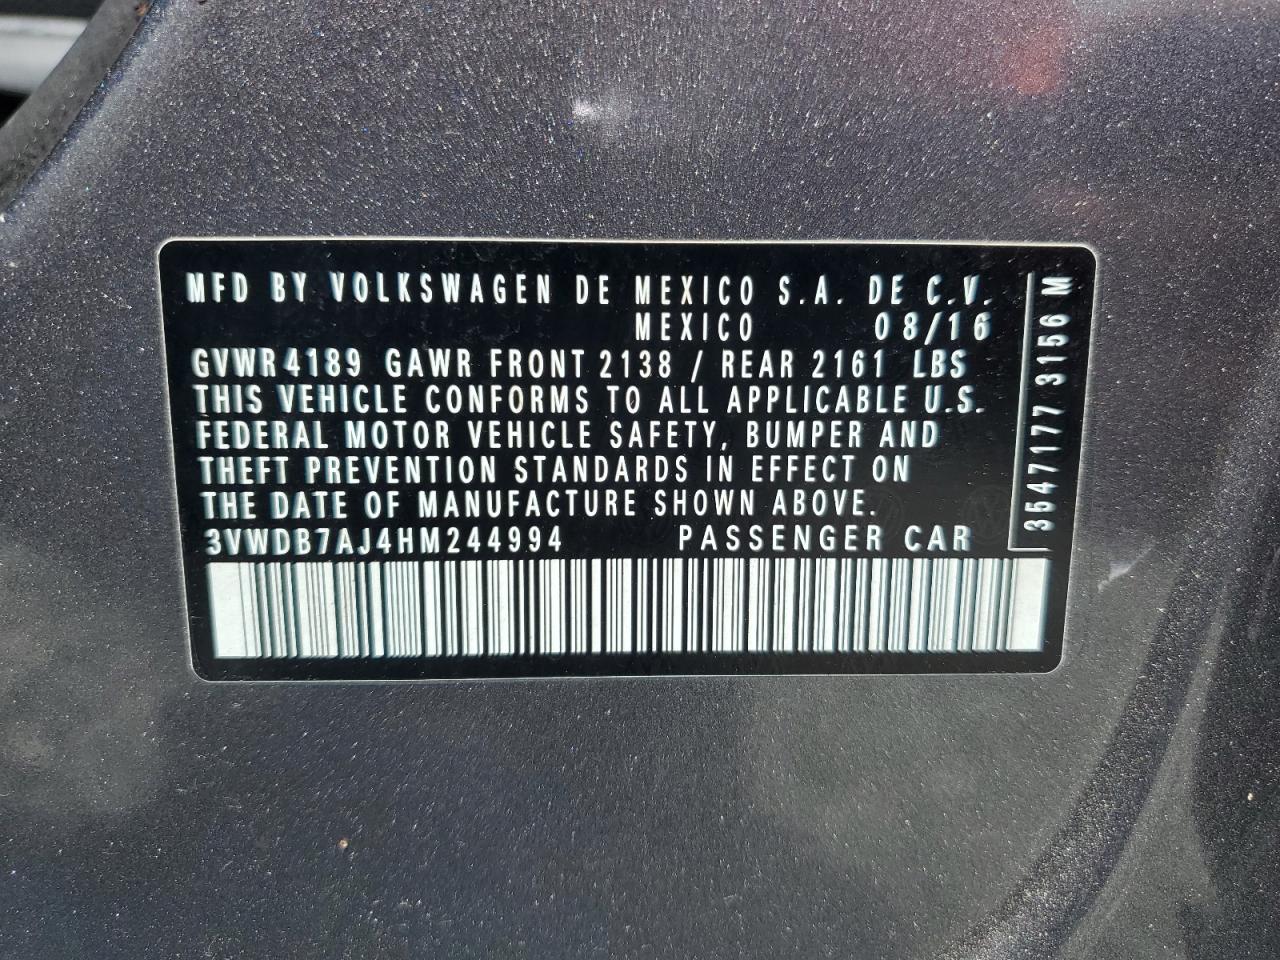 MFD BY VOLKSWAGEN DE MEXICO S.A. DE C.V.
MEXICO 08/16
GVWR 4189 GAWR FRONT 2138 / REAR 2161 LBS
THIS VEHICLE CONFORMS TO ALL APPLICABLE U.S.
FEDERAL MOTOR VEHICLE SAFETY, BUMPER AND
THEFT PREVENTION STANDARDS IN EFFECT ON
THE DATE OF MANUFACTURE SHOWN ABOVE.
3VWDB7AJ4HM244994 PASSENGER CAR
3547177 3156 M